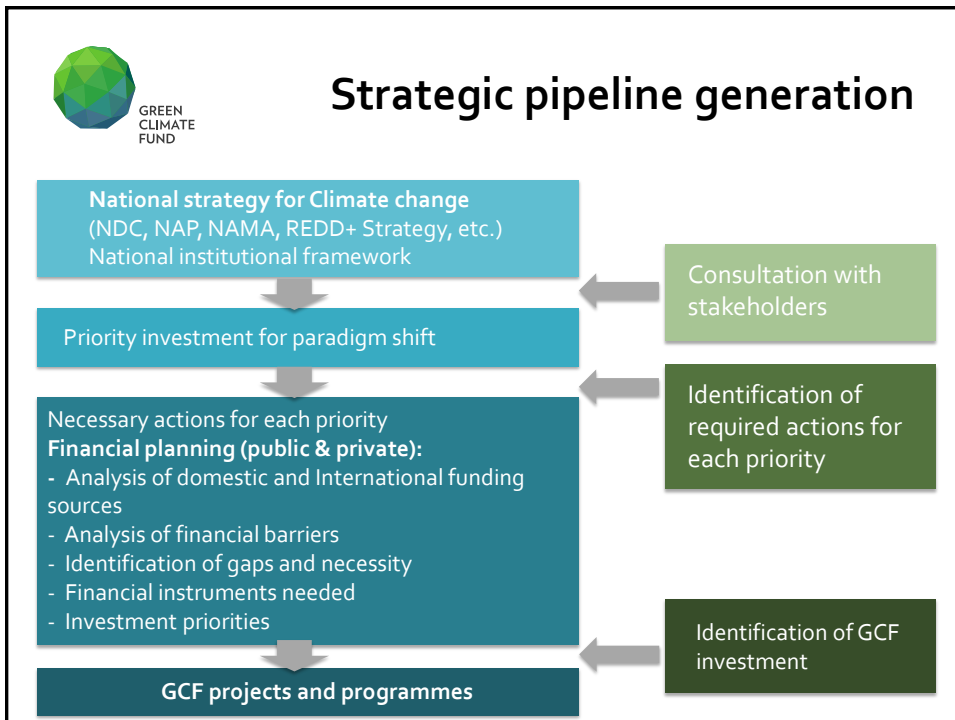 GREEN
CLIMATE
FUND
Strategic pipeline generation
National strategy for Climate change
(NDC, NAP, NAMA, REDD+ Strategy, etc.)
National institutional framework
Consultation with
stakeholders
Priority investment for paradigm shift
Identification of
required actions for
each priority
Necessary actions for each priority
Financial planning (public & private):
- Analysis of domestic and International funding
sources
- Analysis of financial barriers
- Identification of gaps and necessity
- Financial instruments needed
- Investment priorities
Identification of GCF
investment
GCF projects and programmes